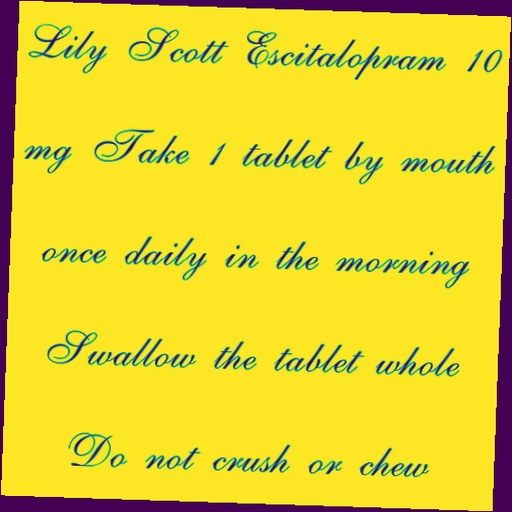 Lily Scott Escitalopram 10
mg Take 1 tablet by mouth
once daily in the morning
Swallow the tablet whole
Do not crush or chew